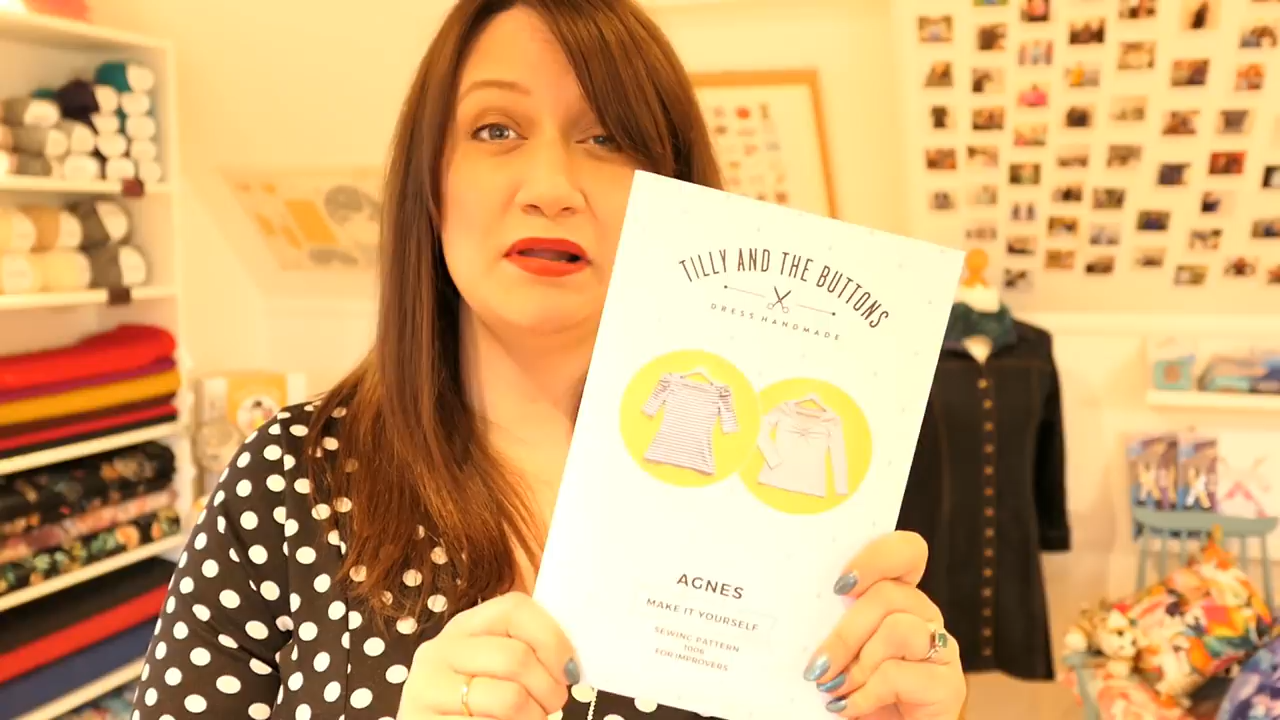 TILLY AND THE BUTTONS
DRESS HANDMADE
AGNES
MAKE IT YOURSELF
SEWING PATTERN
1006
FOR IMPROVERS